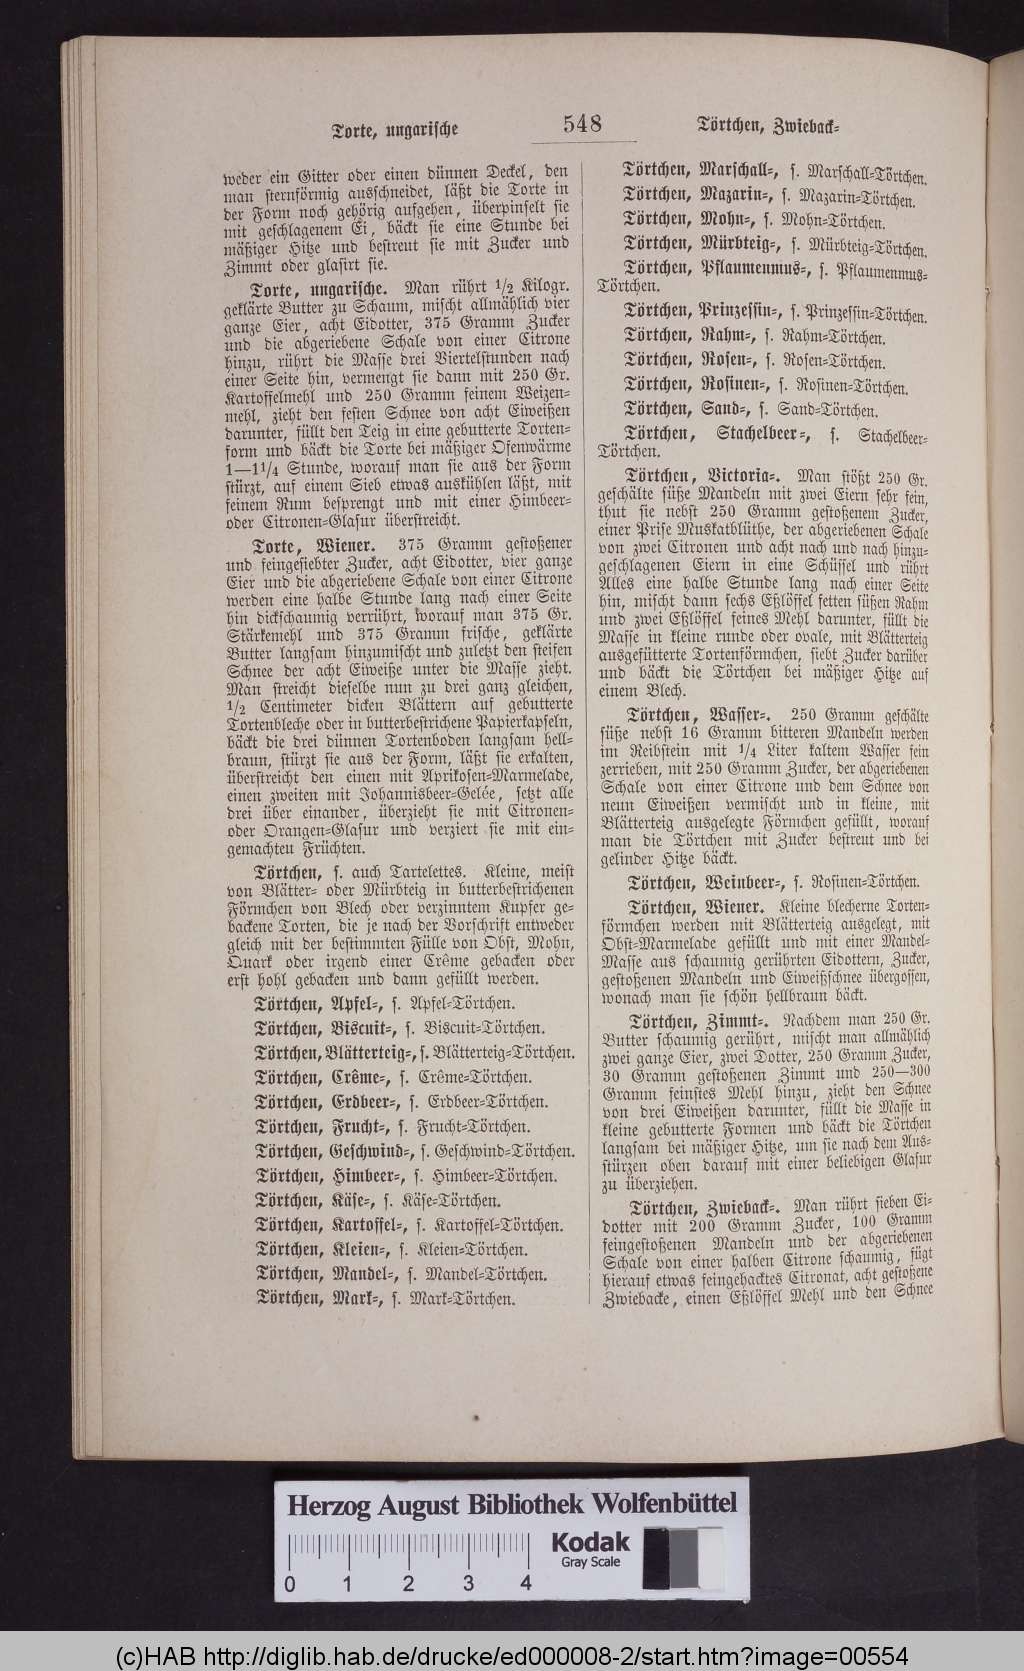 Torte, ungarische
548
Törtchen, Zwieback-
weder ein Gitter oder einen dünnen Deckel, den
man sternförmig ausschneidet, läßt die Torte in
der Form noch gehörig aufgehen, überpinselt sie
mit geschlagenem Ei, bäckt sie eine Stunde bei
mäßiger Hitze und bestreut sie mit Zucker und
Zimmt oder glasirt sie.
Torte, ungarische. Man rührt 1/2 Kilogr.
geklärte Butter zu Schaum, mischt allmählich vier
ganze Eier, acht Eidotter, 375 Gramm Zucker
und die abgeriebene Schale von einer Citrone
hinzu, rührt die Masse drei Viertelstunden nach
einer Seite hin, vermengt sie dann mit 250 Gr.
Kartoffelmehl und 250 Gramm feinem Weizen-
mehl, zieht den festen Schnee von acht Eiweißen
darunter, füllt den Teig in eine gebutterte Torten-
form und bäckt die Torte bei mäßiger Ofenwärme
1—1 1/4 Stunde, worauf man sie aus der Form
stürzt, auf einem Sieb etwas auskühlen läßt, mit
feinem Rum besprengt und mit einer Himbeer-
oder Citronen-Glasur überstreicht.
Torte, Wiener. 375 Gramm gestoßener
und feingesiebter Zucker, acht Eidotter, vier ganze
Eier und die abgeriebene Schale von einer Citrone
werden eine halbe Stunde lang nach einer Seite
hin dickschaumig verrührt, worauf man 375 Gr.
Stärkemehl und 375 Gramm frische, geklärte
Butter langsam hinzumischt und zuletzt den steifen
Schnee der acht Eiweiße unter die Masse zieht.
Man streicht dieselbe nun zu drei ganz gleichen,
1/2 Centimeter dicken Blättern auf gebutterte
Tortenbleche oder in butterbestrichene Papierkapseln,
bäckt die drei dünnen Tortenboden langsam hell-
braun, stürzt sie aus der Form, läßt sie erkalten,
überstreicht den einen mit Aprikosen-Marmelade,
einen zweiten mit Johannisbeer-Gelée, setzt alle
drei über einander, überzieht sie mit Citronen-
oder Orangen-Glasur und verziert sie mit ein-
gemachten Früchten.
Törtchen, s. auch Tartelettes. Kleine, meist
von Blätter- oder Mürbteig in butterbestrichenen
Förmchen von Blech oder verzinntem Kupfer ge-
backene Torten, die je nach der Vorschrift entweder
gleich mit der bestimmten Fülle von Obst, Mohn,
Quark oder irgend einer Crême gebacken oder
erst hohl gebacken und dann gefüllt werden.
Törtchen, Apfel-, s. Apfel-Törtchen.
Törtchen, Biscuit-, s. Biscuit-Törtchen.
Törtchen, Blätterteig-, s. Blätterteig-Törtchen.
Törtchen, Crême-, s. Crême-Törtchen.
Törtchen, Erdbeer-, s. Erdbeer-Törtchen.
Törtchen, Frucht-, s. Frucht-Törtchen.
Törtchen, Geschwind-, s. Geschwind-Törtchen.
Törtchen, Himbeer-, s. Himbeer-Törtchen.
Törtchen, Käse-, s. Käse-Törtchen.
Törtchen, Kartoffel-, s. Kartoffel-Törtchen.
Törtchen, Kleien-, s. Kleien-Törtchen.
Törtchen, Mandel-, s. Mandel-Törtchen.
Törtchen, Mark-, s. Mark-Törtchen.
Törtchen, Marschall-, s. Marschall-Törtchen.
Törtchen, Mazarin-, s. Mazarin-Törtchen.
Törtchen, Mohn-, s. Mohn-Törtchen.
Törtchen, Mürbteig-, s. Mürbteig-Törtchen.
Törtchen, Pflaumenmus-, s. Pflaumenmus-
Törtchen.
Törtchen, Prinzessin-, s. Prinzessin-Törtchen.
Törtchen, Rahm-, s. Rahm-Törtchen.
Törtchen, Rosen-, s. Rosen-Törtchen.
Törtchen, Rosinen-, s. Rosinen-Törtchen.
Törtchen, Sand-, s. Sand-Törtchen.
Törtchen, Stachelbeer-, s. Stachelbeer-
Törtchen.
Törtchen, Victoria-. Man stößt 250 Gr.
geschälte süße Mandeln mit zwei Eiern sehr fein,
thut sie nebst 250 Gramm gestoßenem Zucker,
einer Prise Muskatblüthe, der abgeriebenen Schale
von zwei Citronen und acht nach und nach hinzu-
geschlagenen Eiern in eine Schüssel und rührt
Alles eine halbe Stunde lang nach einer Seite
hin, mischt dann sechs Eßlöffel fetten süßen Rahm
und zwei Eßlöffel feines Mehl darunter, füllt die
Masse in kleine runde oder ovale, mit Blätterteig
ausgefütterte Tortenförmchen, siebt Zucker darüber
und bäckt die Törtchen bei mäßiger Hitze auf
einem Blech.
Törtchen, Wasser-. 250 Gramm geschälte
süße nebst 16 Gramm bitteren Mandeln werden
im Reibstein mit 1/4 Liter kaltem Wasser fein
zerrieben, mit 250 Gramm Zucker, der abgeriebenen
Schale von einer Citrone und dem Schnee von
neun Eiweißen vermischt und in kleine, mit
Blätterteig ausgelegte Förmchen gefüllt, worauf
man die Törtchen mit Zucker bestreut und bei
gelinder Hitze bäckt.
Törtchen, Weinbeer-, s. Rosinen-Törtchen.
Törtchen, Wiener. Kleine blecherne Torten-
förmchen werden mit Blätterteig ausgelegt, mit
Obst-Marmelade gefüllt und mit einer Mandel-
Masse aus schaumig gerührten Eidottern, Zucker,
gestoßenen Mandeln und Eiweißschnee übergossen,
wonach man sie schön hellbraun bäckt.
Törtchen, Zimmt-. Nachdem man 250 Gr.
Butter schaumig gerührt, mischt man allmählich
zwei ganze Eier, zwei Dotter, 250 Gramm Zucker,
30 Gramm gestoßenen Zimmt und 250—300
Gramm feinstes Mehl hinzu, zieht den Schnee
von drei Eiweißen darunter, füllt die Masse in
kleine gebutterte Formen und bäckt die Törtchen
langsam bei mäßiger Hitze, um sie nach dem Aus-
stürzen oben darauf mit einer beliebigen Glasur
zu überziehen.
Törtchen, Zwieback-. Man rührt sieben Ei-
dotter mit 200 Gramm Zucker, 100 Gramm
feingestoßenen Mandeln und der abgeriebenen
Schale von einer halben Citrone schaumig, fügt
hierauf etwas feingehacktes Citronat, acht gestoßene
Zwiebacke, einen Eßlöffel Mehl und den Schnee
Herzog August Bibliothek Wolfenbüttel
0 1 2 3 4
Kodak
Gray Scale
(c)HAB http://diglib.hab.de/drucke/ed000008-2/start.htm?image=00554